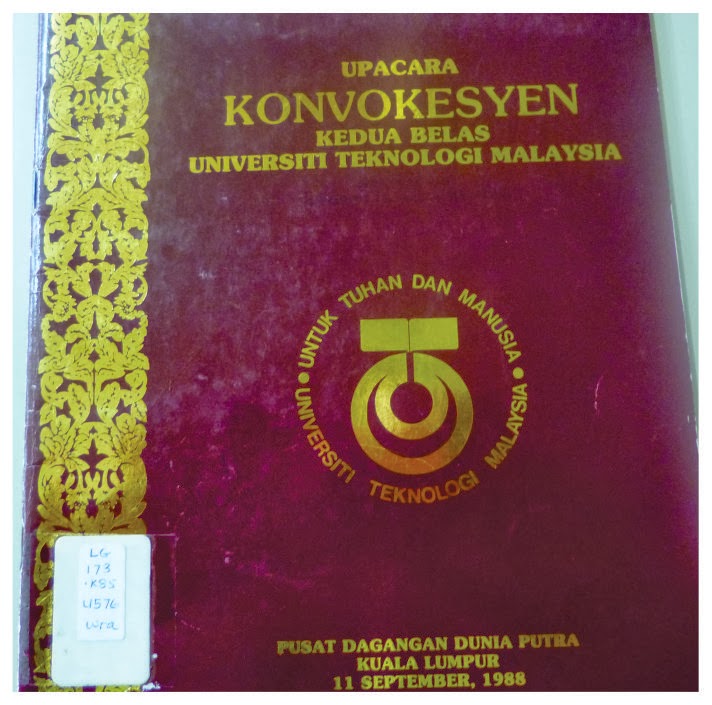 UPACARA
KONVOKESYEN
KEDUA BELAS
UNIVERSITI TEKNOLOGI MALAYSIA
• UNTUK TUHAN DAN MANUSIA •
UNIVERSITI TEKNOLOGI MALAYSIA
LG
173
.K85
U576
PUSAT DAGANGAN DUNIA PUTRA
KUALA LUMPUR
11 SEPTEMBER, 1988